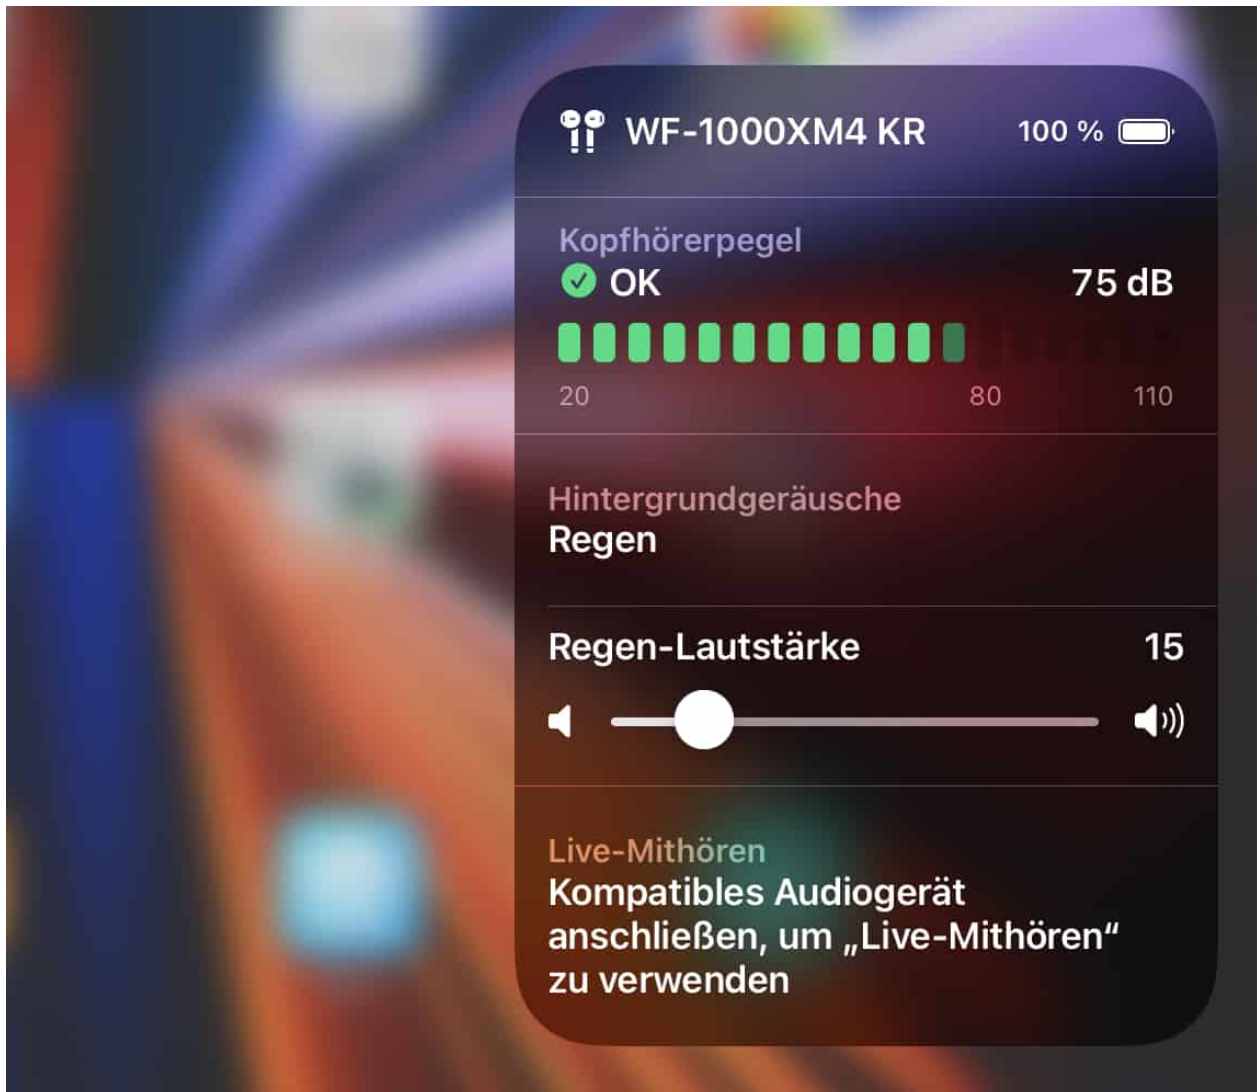 WF-1000XM4 KR 100 %
Kopfhörerpegel
OK 75 dB
20 80 110
Hintergrundgeräusche
Regen
Regen-Lautstärke 15
Live-Mithören
Kompatibles Audiogerät
anschließen, um „Live-Mithören“
zu verwenden